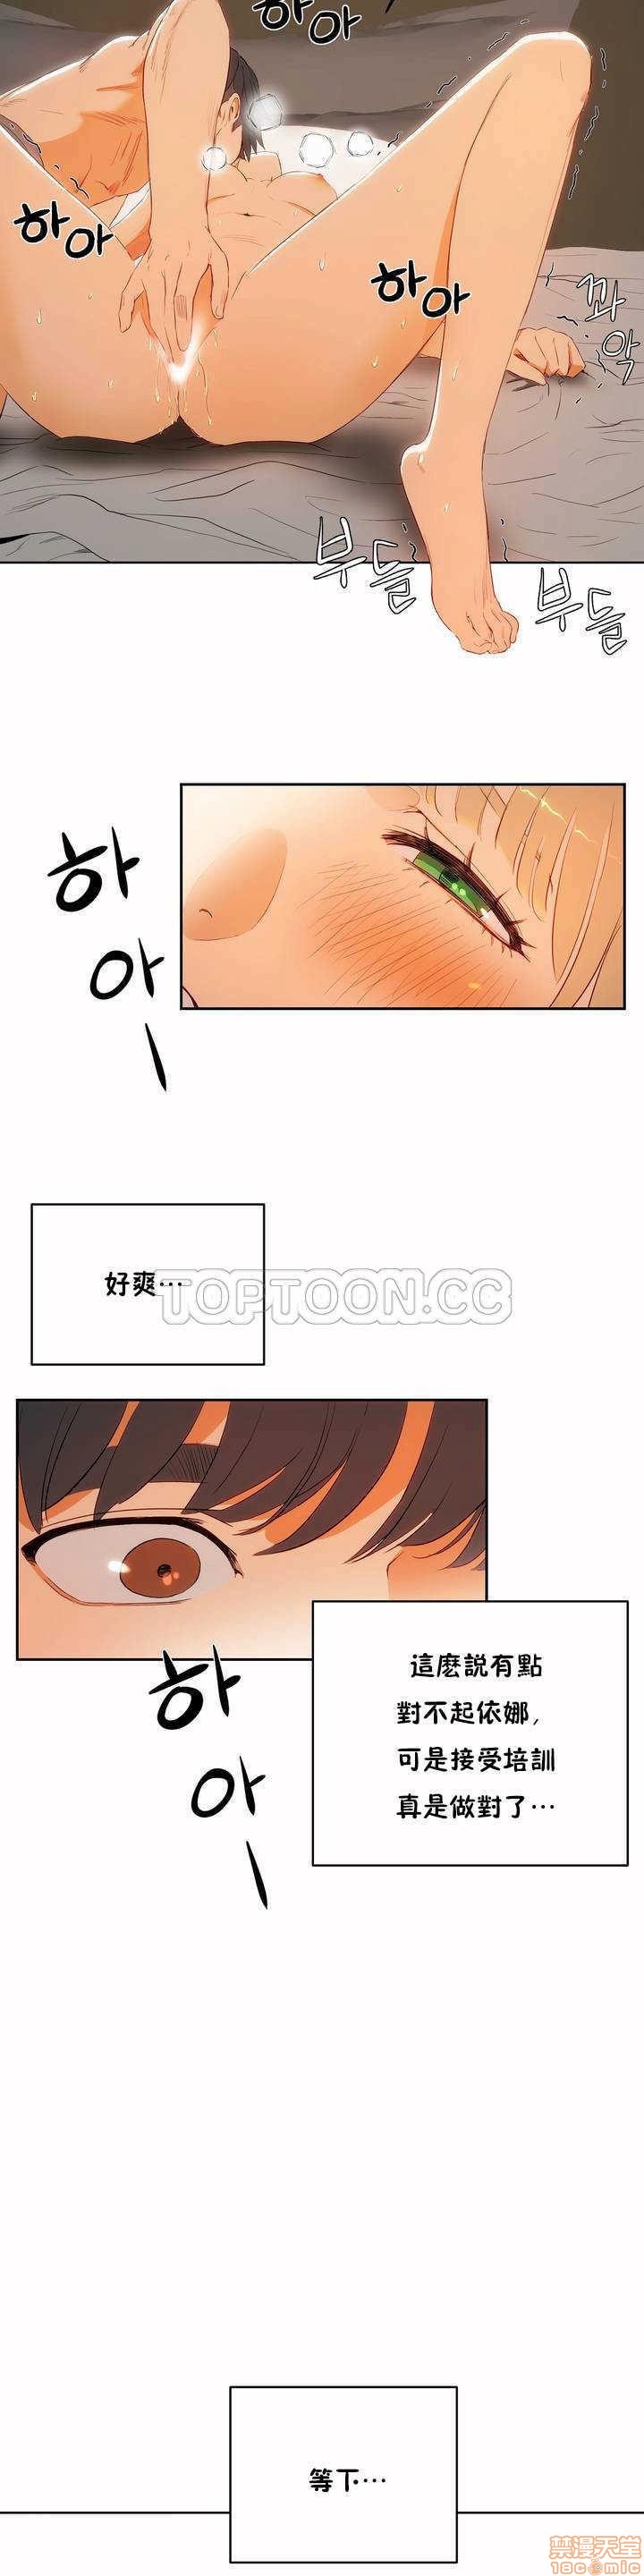 하아
하아
하아
꽈악
부들
부들
하
아
ㅣ
好爽…
TOPTOON.CC
這麼説有點
對不起依娜，
可是接受培訓
真是做對了…
하
아
ㅣ
等下…
禁漫天堂
18comic